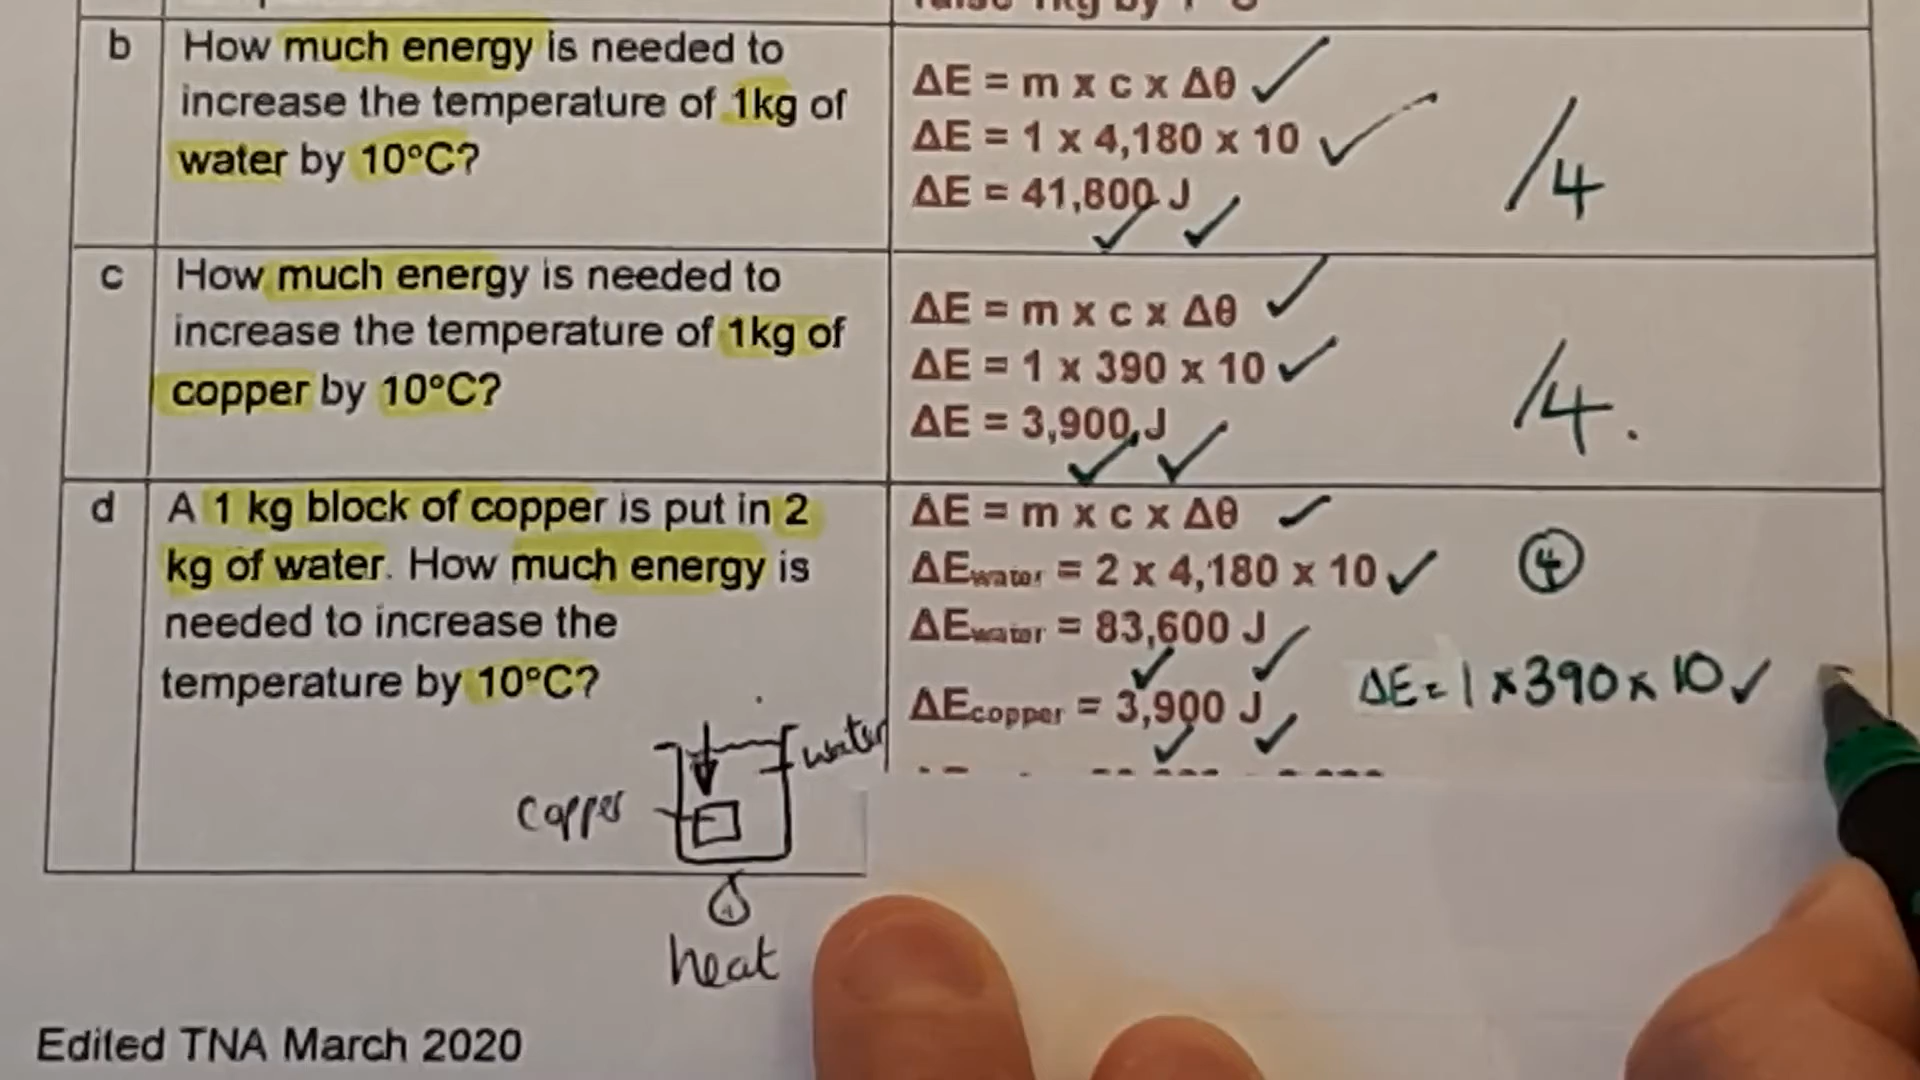 b
How much energy is needed to
increase the temperature of 1kg of
water by 10°C?
ΔE = m x c x Δθ ✓
ΔE = 1 x 4,180 x 10 ✓
ΔE = 41,800 J
✓ ✓
/4
c
How much energy is needed to
increase the temperature of 1kg of
copper by 10°C?
ΔE = m x c x Δθ ✓
ΔE = 1 x 390 x 10 ✓
ΔE = 3,900 J
✓ ✓
/4.
d
A 1 kg block of copper is put in 2
kg of water. How much energy is
needed to increase the
temperature by 10°C?
ΔE = m x c x Δθ ✓
ΔEwater = 2 x 4,180 x 10 ✓
④
ΔEwater = 83,600 J
✓ ✓
ΔEcopper = 3,900 J
✓ ✓
ΔE = 1 x 390 x 10 ✓
water
copper
heat
Edited TNA March 2020